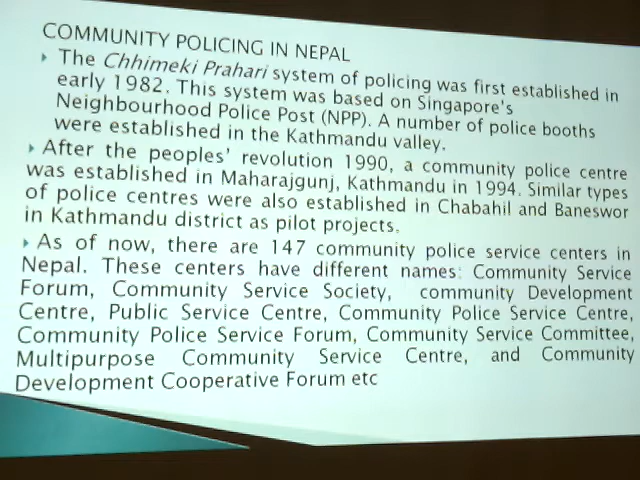 COMMUNITY POLICING IN NEPAL
The Chhimeki Prahari system of policing was first established in
early 1982. This system was based on Singapore's
Neighbourhood Police Post (NPP). A number of police booths
were established in the Kathmandu valley.
After the peoples' revolution 1990, a community police centre
was established in Maharajgunj, Kathmandu in 1994. Similar types
of police centres were also established in Chabahil and Baneswor
in Kathmandu district as pilot projects.
As of now, there are 147 community police service centers in
Nepal. These centers have different names: Community Service
Forum, Community Service Society, community Development
Centre, Public Service Centre, Community Police Service Centre,
Community Police Service Forum, Community Service Committee,
Multipurpose Community Service Centre, and Community
Development Cooperative Forum etc